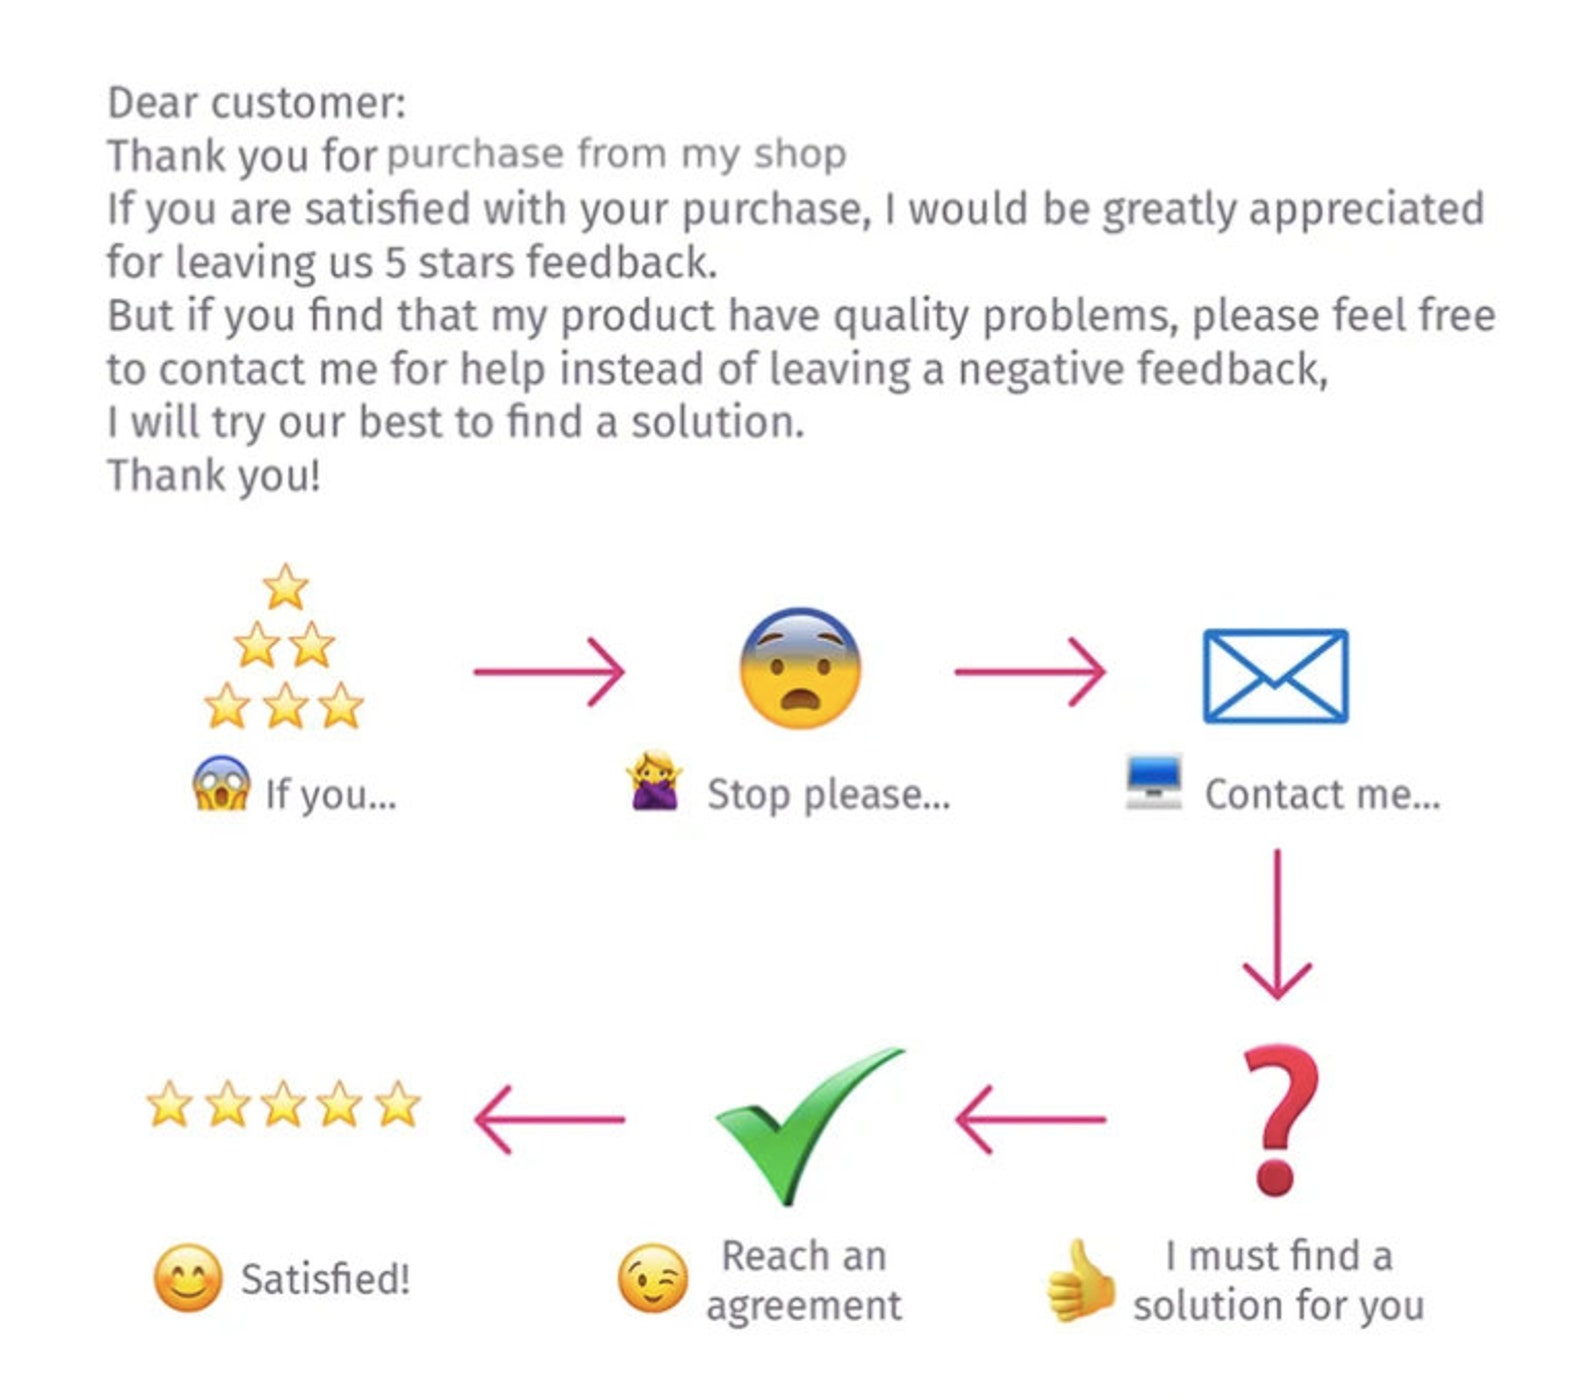 Dear customer:
Thank you for purchase from my shop
If you are satisfied with your purchase, I would be greatly appreciated
for leaving us 5 stars feedback.
But if you find that my product have quality problems, please feel free
to contact me for help instead of leaving a negative feedback,
I will try our best to find a solution.
Thank you!
If you...
Stop please...
Contact me...
I must find a
solution for you
Reach an
agreement
Satisfied!